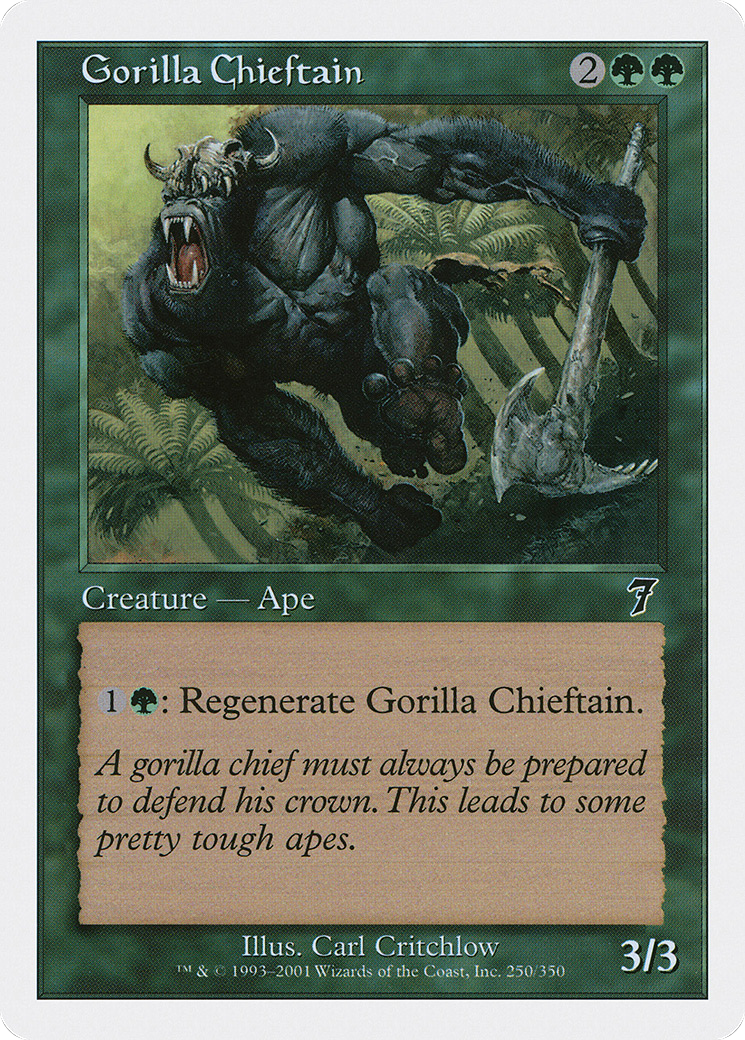 Gorilla Chieftain
2
Creature — Ape
7
1 : Regenerate Gorilla Chieftain.
A gorilla chief must always be prepared
to defend his crown. This leads to some
pretty tough apes.
Illus. Carl Critchlow
™ & © 1993–2001 Wizards of the Coast, Inc. 250/350
3/3